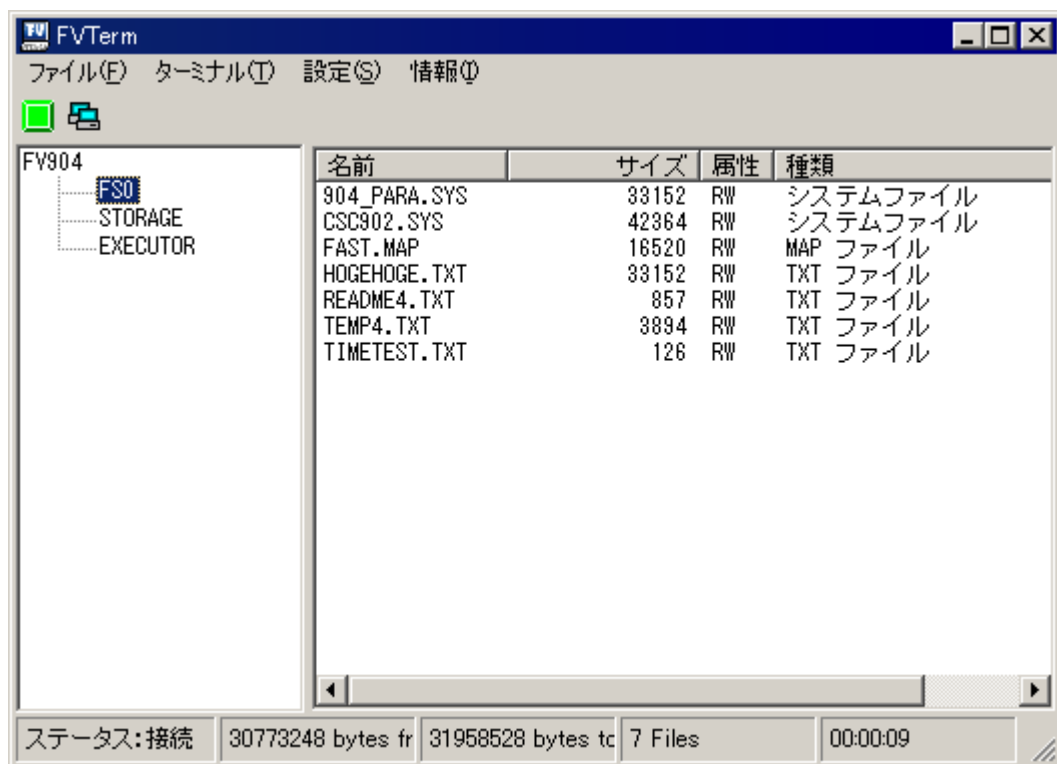 FVTerm
ファイル(F) ターミナル(T) 設定(S) 情報(I)
FV904
FS0
STORAGE
EXECUTOR
名前 サイズ 属性 種類
904_PARA.SYS 33152 RW システムファイル
CSC902.SYS 42364 RW システムファイル
FAST.MAP 16520 RW MAP ファイル
HOGEHOGE.TXT 33152 RW TXT ファイル
README4.TXT 857 RW TXT ファイル
TEMP4.TXT 3894 RW TXT ファイル
TIMETEST.TXT 126 RW TXT ファイル
ステータス:接続 30773248 bytes fr 31958528 bytes to 7 Files 00:00:09